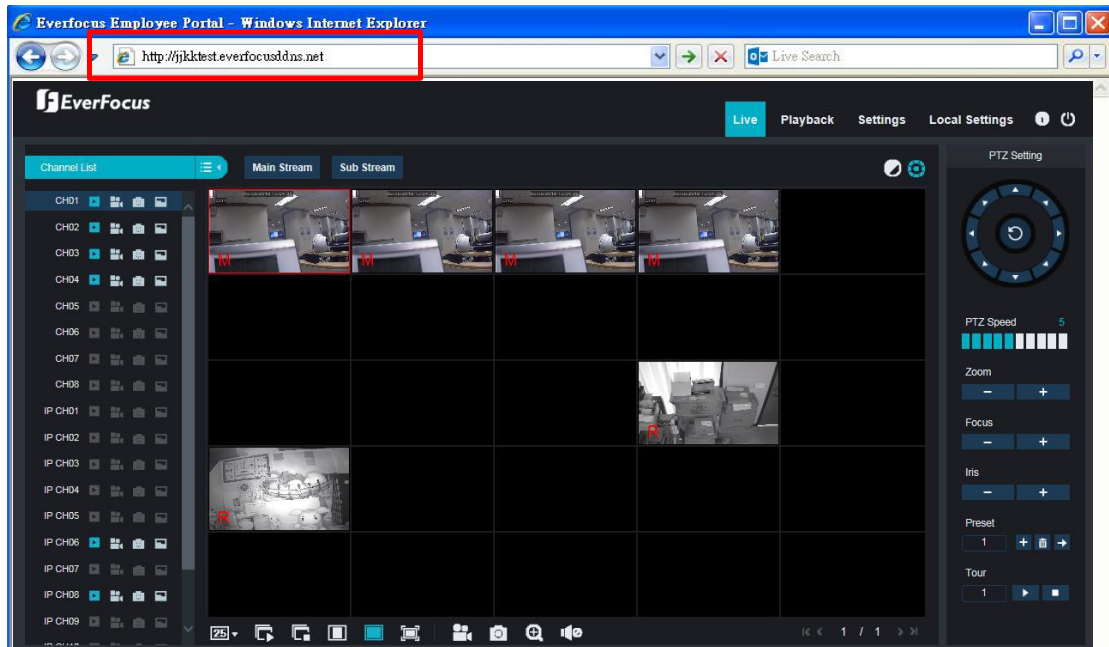 Everfocus Employee Portal - Windows Internet Explorer
http://jjkktest.everfocusddns.net
Live Search
EverFocus
Live Playback Settings Local Settings
Channel List
Main Stream Sub Stream
PTZ Setting
CH01
CH02
CH03
CH04
CH05
CH06
CH07
CH08
IP CH01
IP CH02
IP CH03
IP CH04
IP CH05
IP CH06
IP CH07
IP CH08
IP CH09
M M M M
R
R
PTZ Speed 5
Zoom
- +
Focus
- +
Iris
- +
Preset
1 +
Tour
1
25
1 / 1